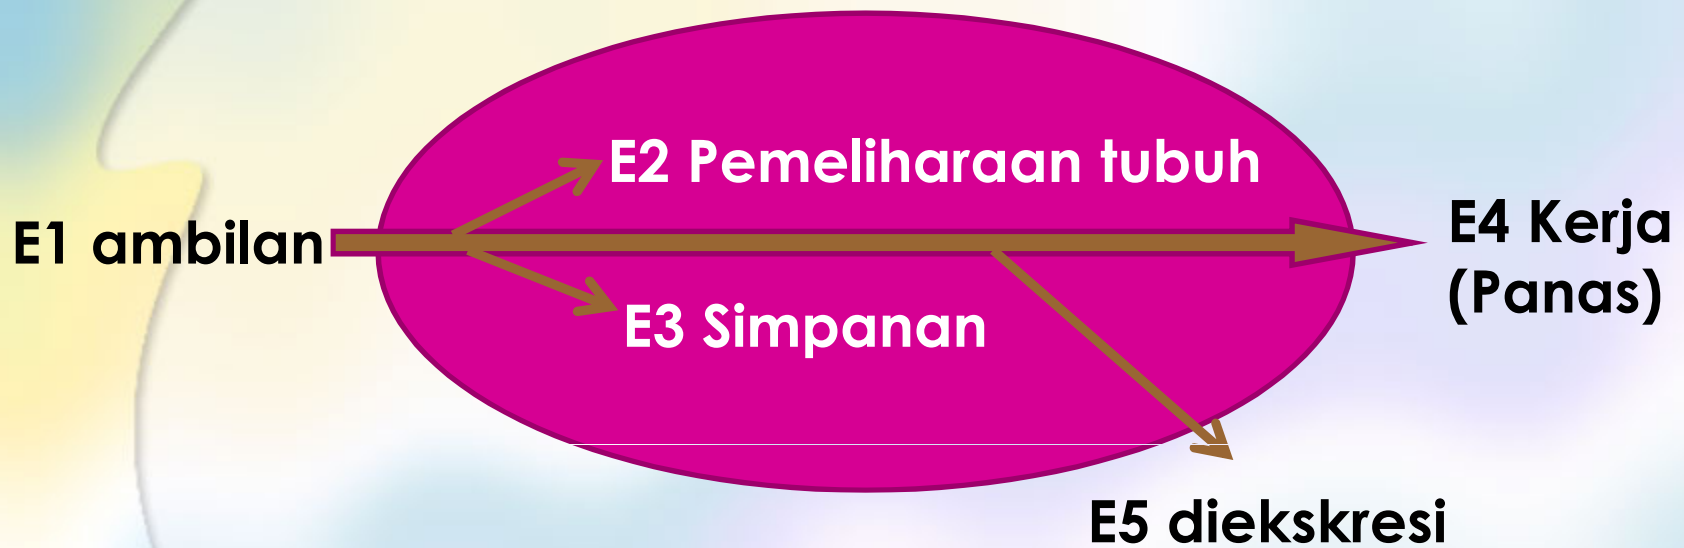 E2 Pemeliharaan tubuh
E1 ambilan
E4 Kerja
(Panas)
E3 Simpanan
E5 diekskresi